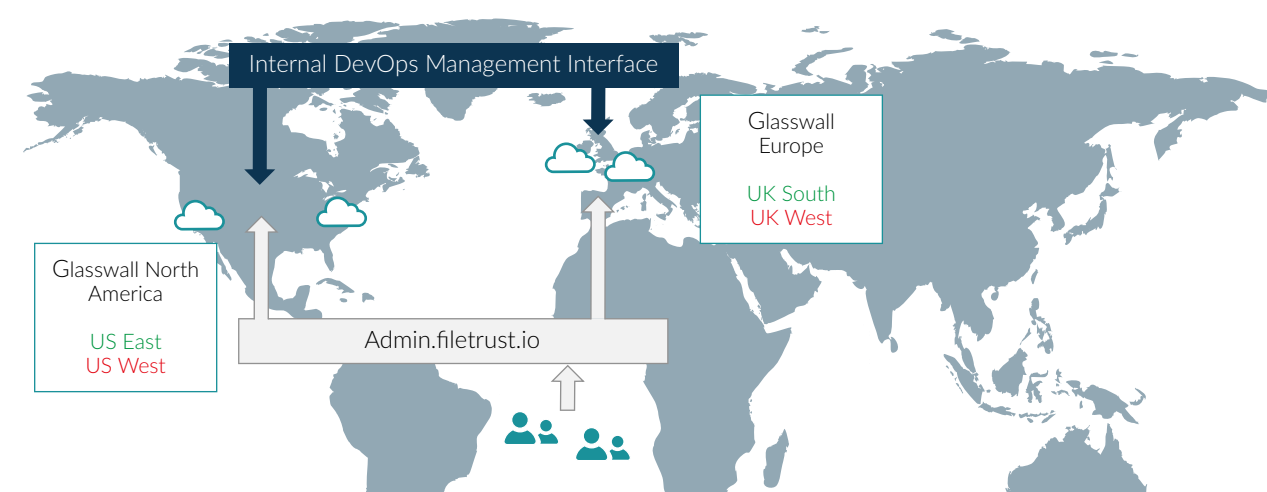 Internal DevOps Management Interface
Glasswall
Europe
UK South
UK West
Glasswall North
America
US East
US West
Admin.filetrust.io